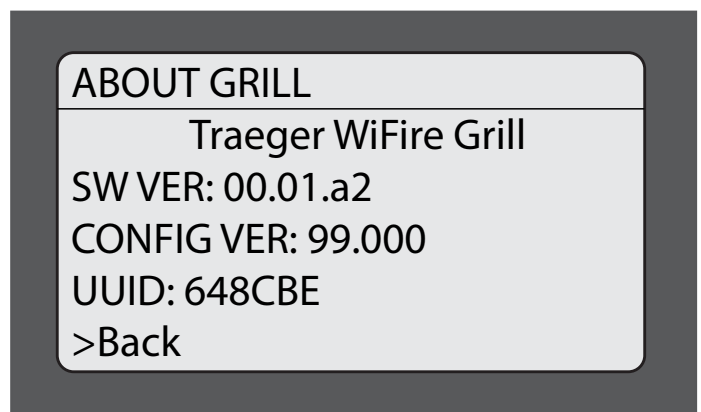 ABOUT GRILL
Traeger WiFire Grill
SW VER: 00.01.a2
CONFIG VER: 99.000
UUID: 648CBE
>Back